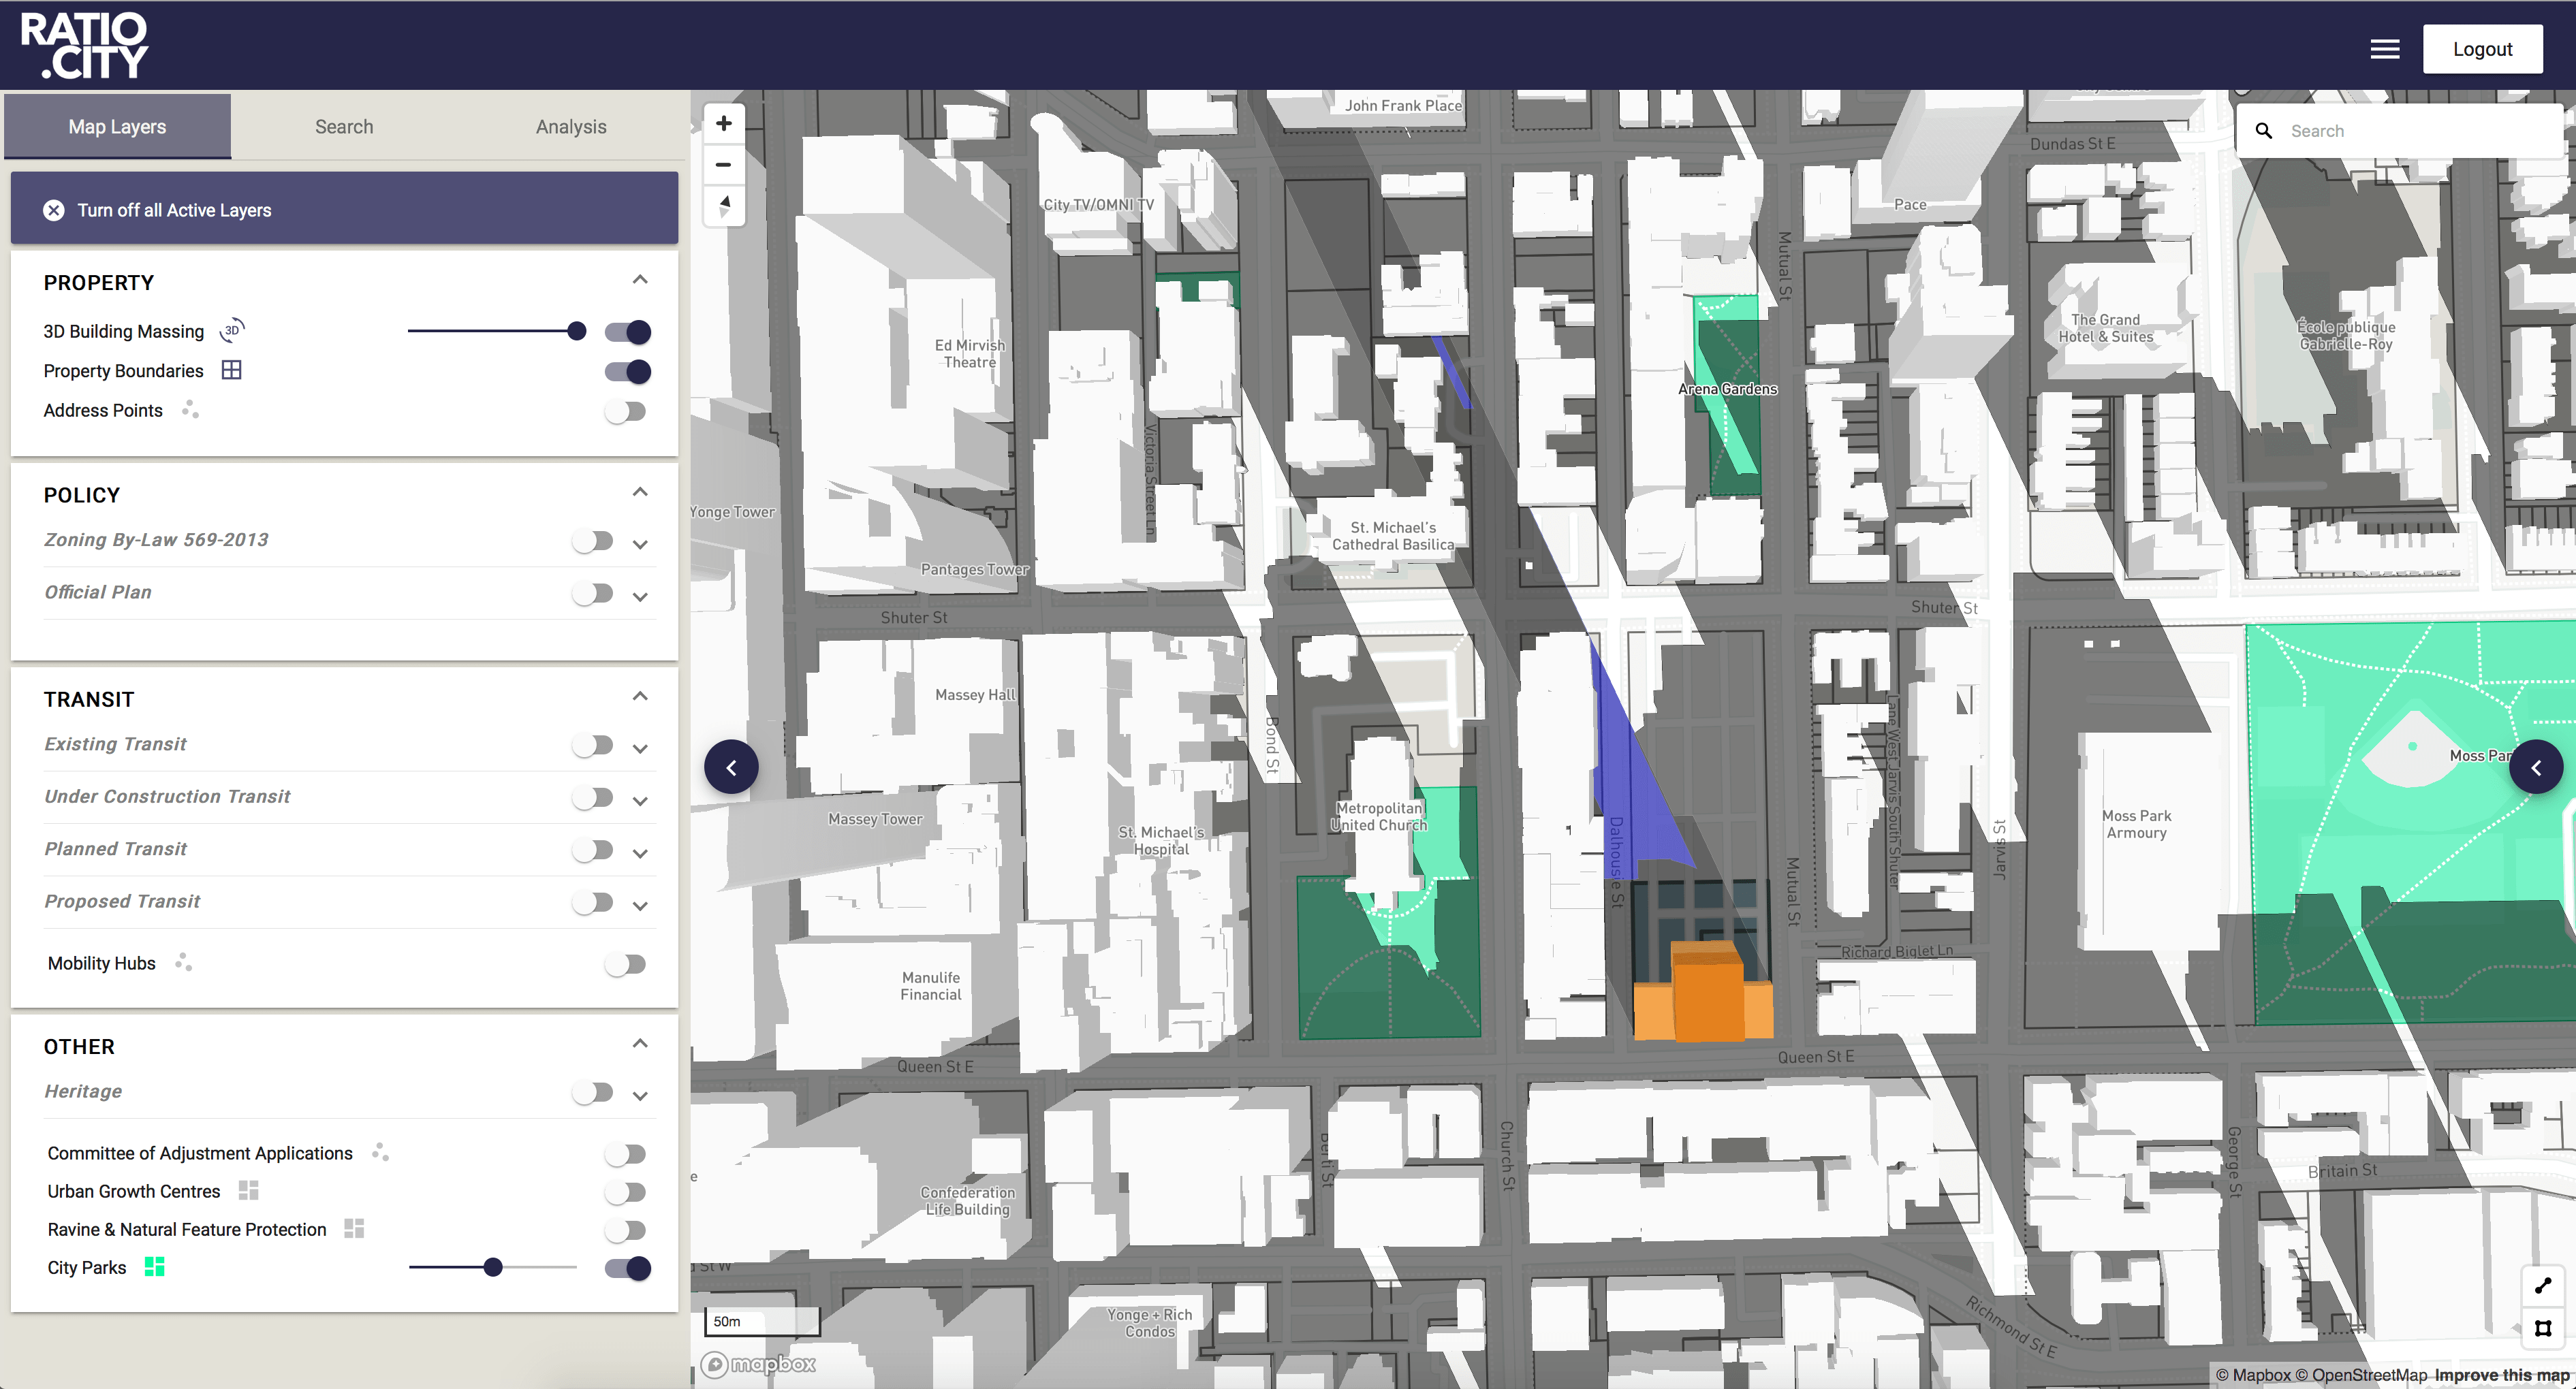 RATIO
.CITY
Logout
Map Layers
Search
Analysis
Turn off all Active Layers
PROPERTY
3D Building Massing
3D
Property Boundaries
Address Points
POLICY
Zoning By-Law 569-2013
Official Plan
TRANSIT
Existing Transit
Under Construction Transit
Planned Transit
Proposed Transit
Mobility Hubs
OTHER
Heritage
Committee of Adjustment Applications
Urban Growth Centres
Ravine & Natural Feature Protection
City Parks
John Frank Place
Dundas St E
Search
City TV/OMNI TV
Pace
Mutual St
Ed Mirvish
Theatre
The Grand
Hotel & Suites
École publique
Gabrielle-Roy
Arena Gardens
Victoria Street Ln
Yonge Tower
St. Michael's
Cathedral Basilica
Pantages Tower
Shuter St
Shuter St
Massey Hall
Bond St
Lane West Jarvis South Shuter
Moss Par
Massey Tower
Metropolitan
United Church
St. Michael's
Hospital
Dalhousie St
Mutual St
Jarvis St
Moss Park
Armoury
Richard Biglet Ln
Manulife
Financial
Queen St E
Queen St E
Church St
George St
Britain St
Confederation
Life Building
St W
Yonge + Rich
Condos
Richmond St E
50m
mapbox
© Mapbox © OpenStreetMap Improve this map